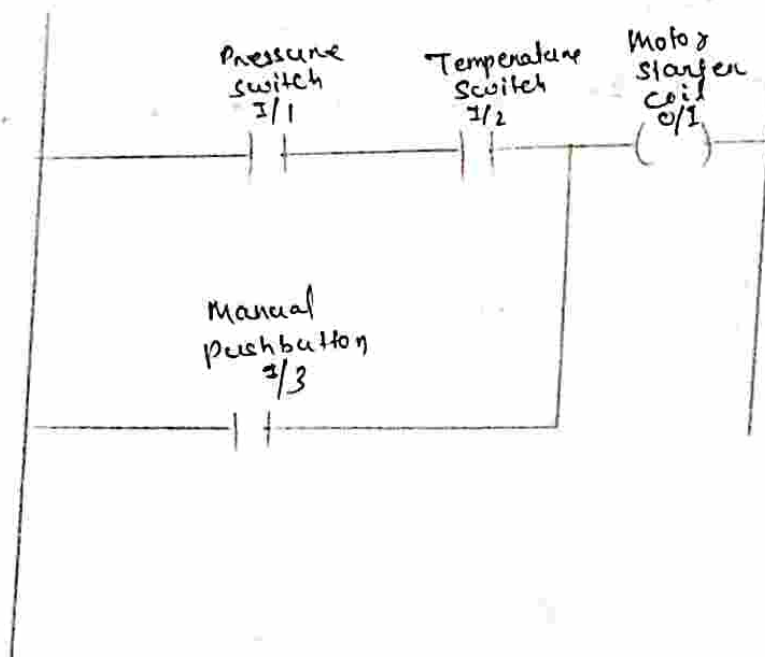 Pressure
switch
I/1
Temperature
Switch
I/2
Motor
starter
coil
O/1
Manual
pushbutton
I/3